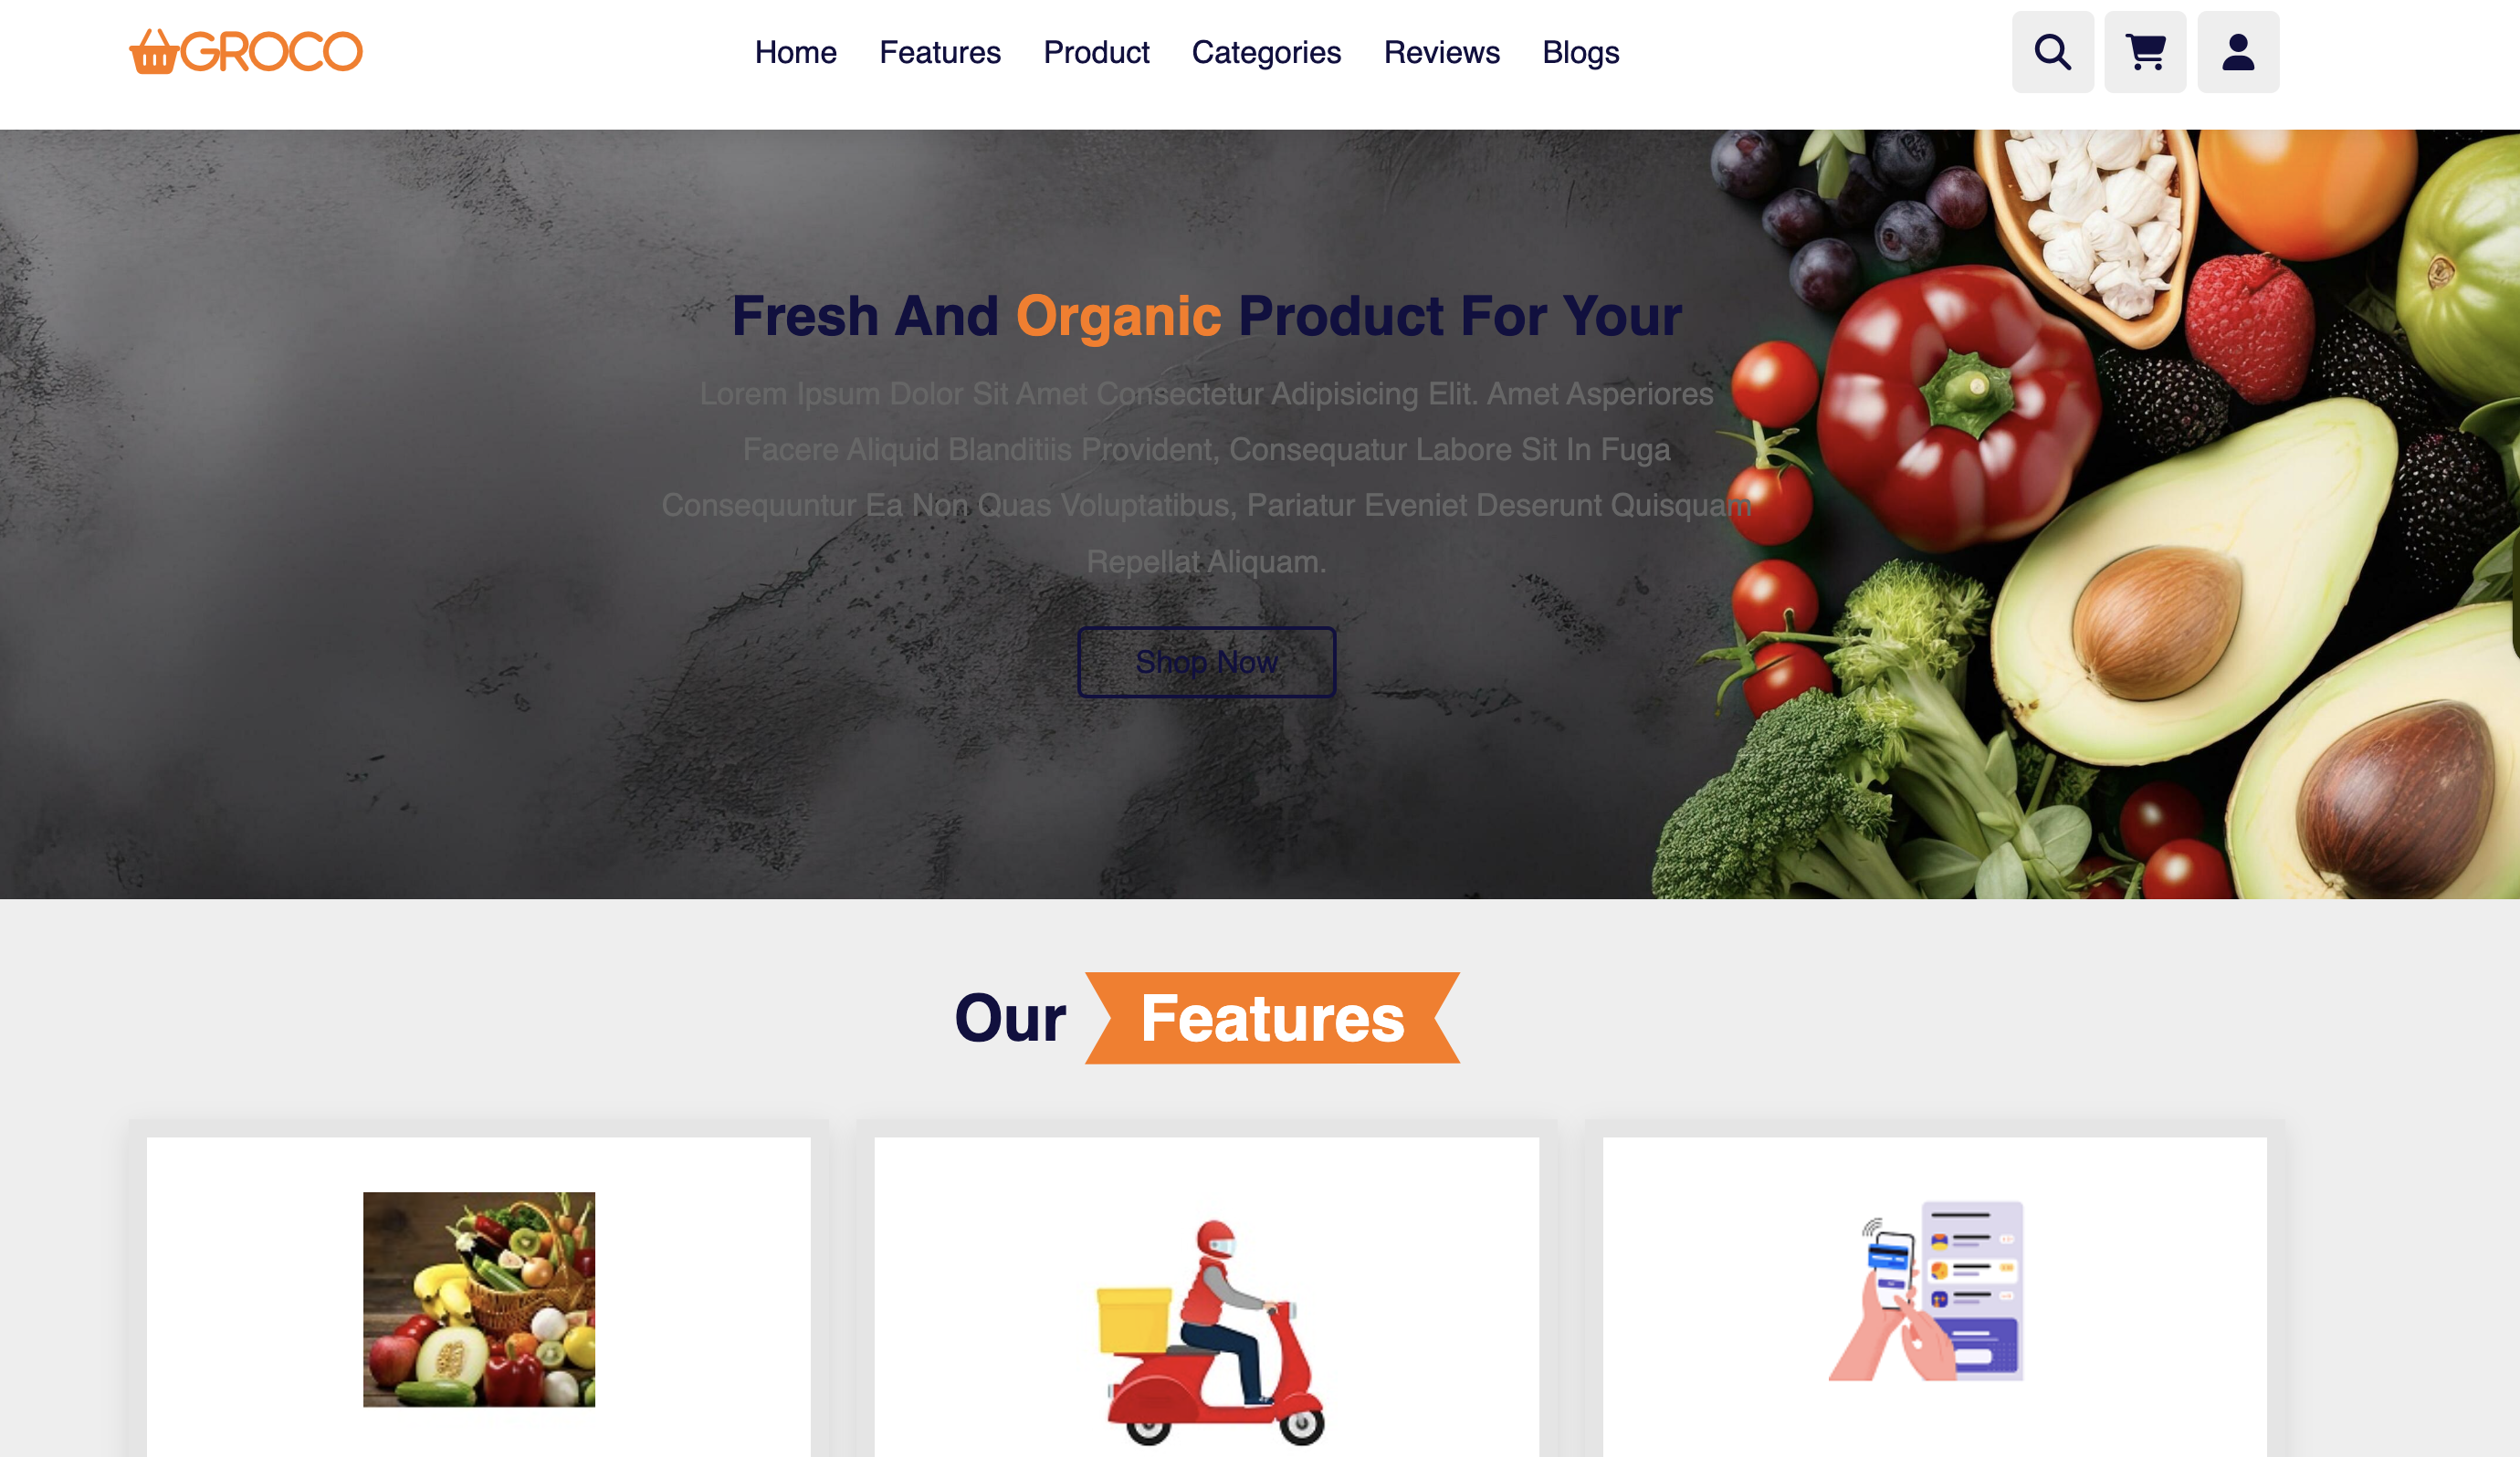 GROCO
Home Features Product Categories Reviews Blogs
Fresh And Organic Product For Your
Lorem Ipsum Dolor Sit Amet Consectetur Adipisicing Elit. Amet Asperiores
Facere Aliquid Blanditiis Provident, Consequatur Labore Sit In Fuga
Consequuntur Ea Non Quas Voluptatibus, Pariatur Eveniet Deserunt Quisquam
Repellat Aliquam.
Shop Now
Our Features